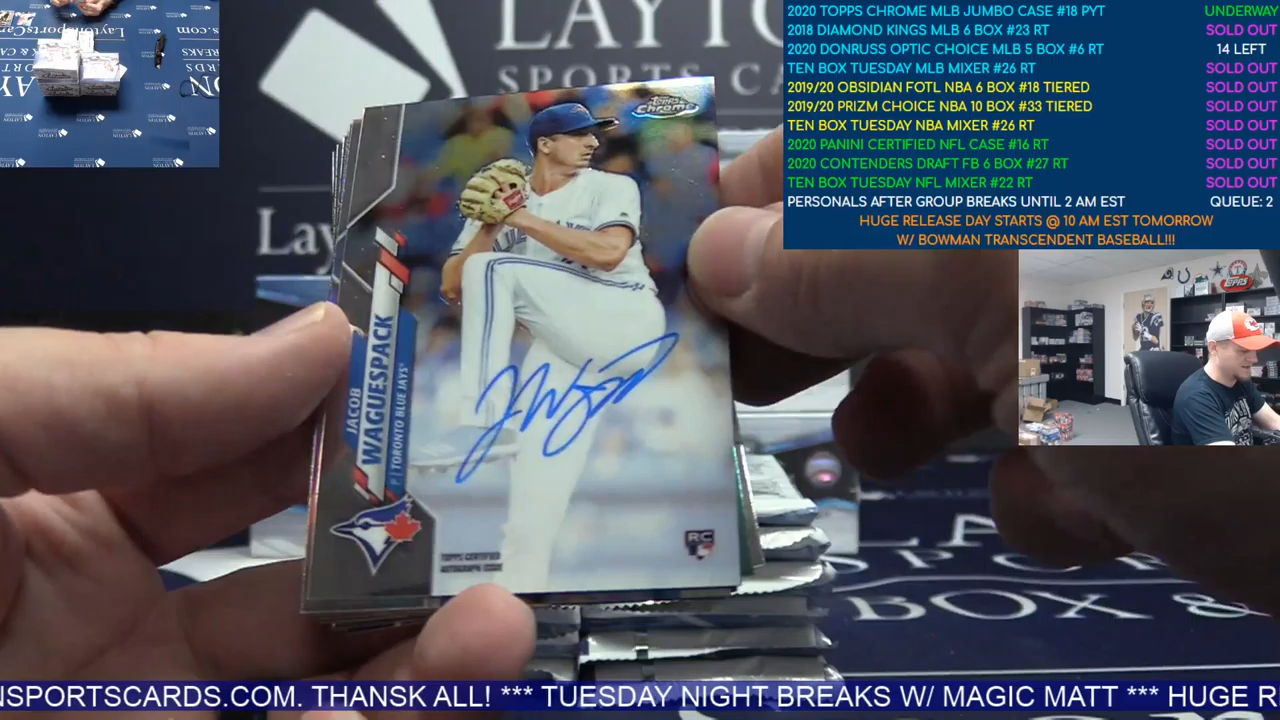 2020 TOPPS CHROME MLB JUMBO CASE #18 PYT UNDERWAY
2018 DIAMOND KINGS MLB 6 BOX #23 RT SOLD OUT
2020 DONRUSS OPTIC CHOICE MLB 5 BOX #6 RT 14 LEFT
TEN BOX TUESDAY MLB MIXER #26 RT SOLD OUT
2019/20 OBSIDIAN FOTL NBA 6 BOX #18 TIERED SOLD OUT
2019/20 PRIZM CHOICE NBA 10 BOX #33 TIERED SOLD OUT
TEN BOX TUESDAY NBA MIXER #26 RT SOLD OUT
2020 PANINI CERTIFIED NFL CASE #16 RT SOLD OUT
2020 CONTENDERS DRAFT FB 6 BOX #27 RT SOLD OUT
TEN BOX TUESDAY NFL MIXER #22 RT SOLD OUT
PERSONALS AFTER GROUP BREAKS UNTIL 2 AM EST QUEUE: 2
HUGE RELEASE DAY STARTS @ 10 AM EST TOMORROW
W/ BOWMAN TRANSCENDENT BASEBALL!!!
LAYTO
SPORTS CA
Lay
Topps
Chrome
JACOB
WAGUESPACK
P | TORONTO BLUE JAYS
TOPPS CERTIFIED
AUTOGRAPH ISSUE
RC
BOX &
NSPORTSCARDS.COM. THANSK ALL! *** TUESDAY NIGHT BREAKS W/ MAGIC MATT *** HUGE R